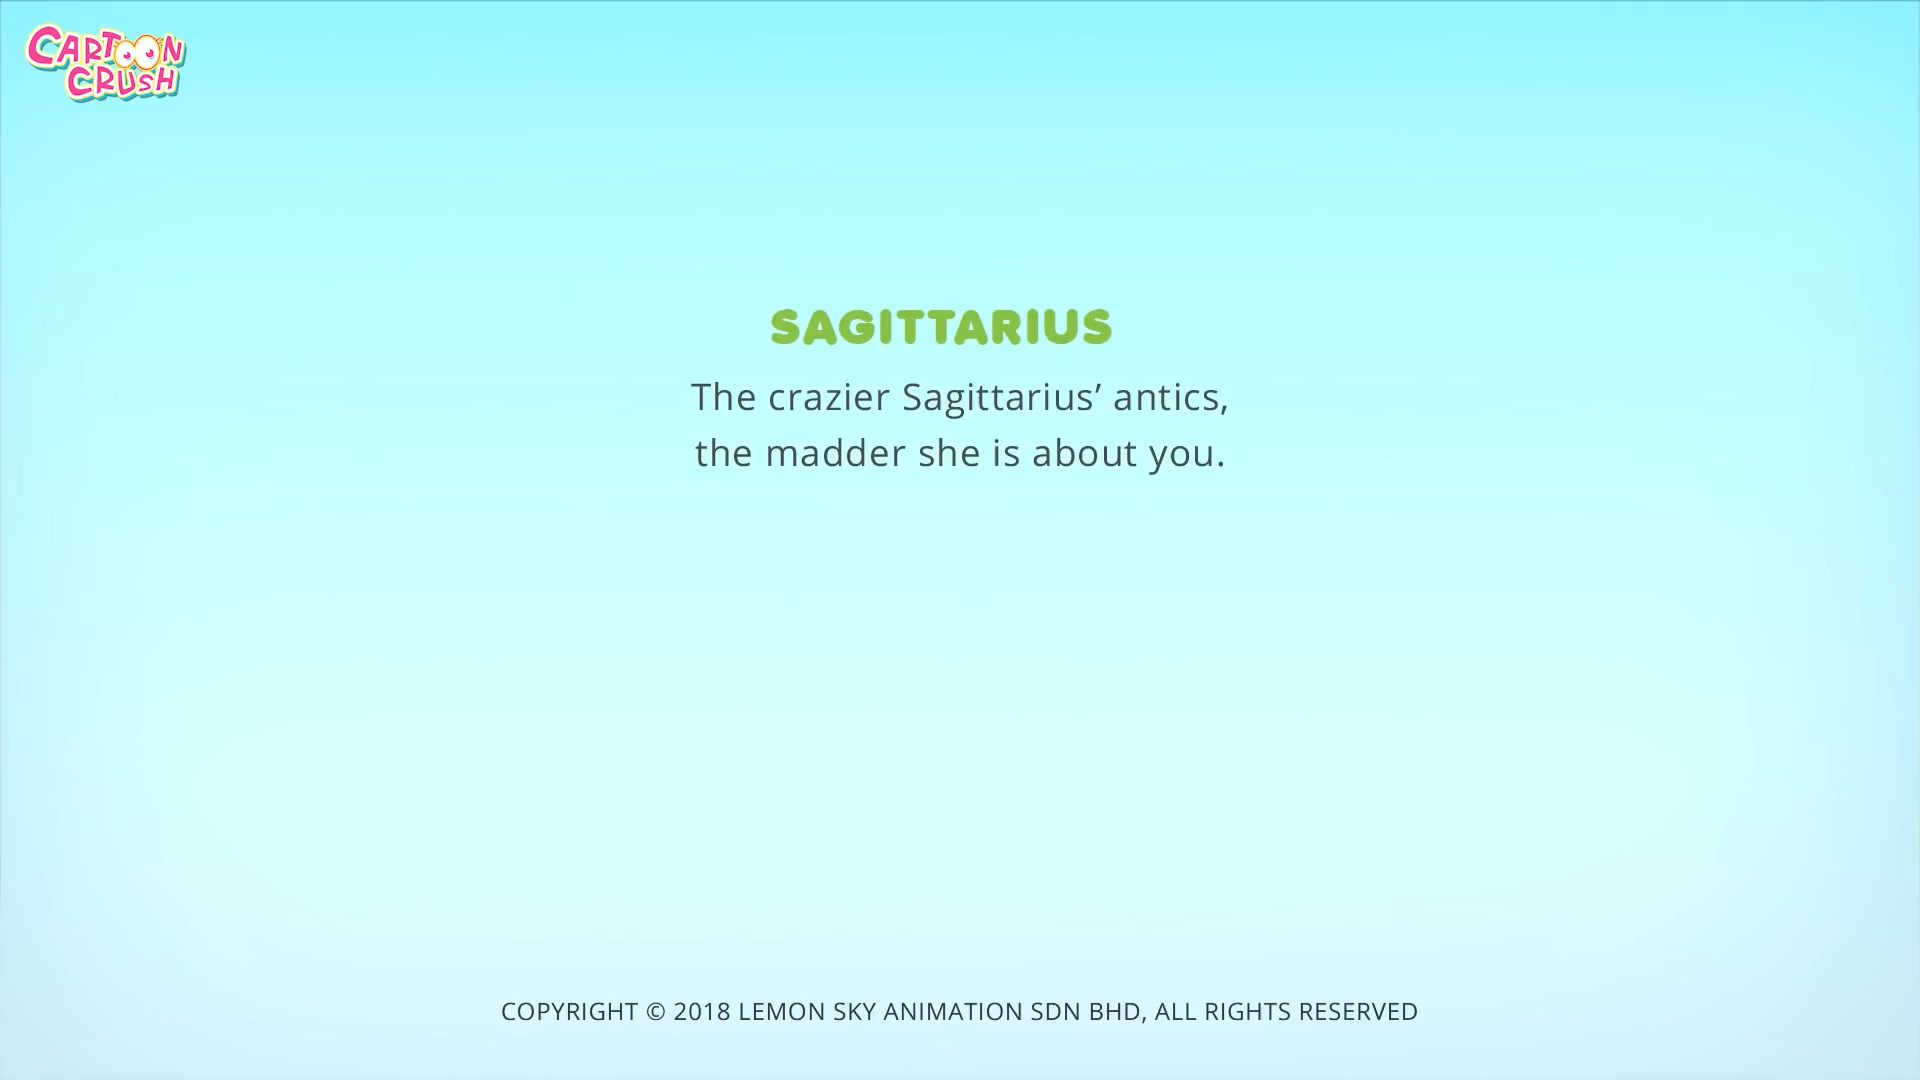 CARTOON
CRUSH
SAGITTARIUS
The crazier Sagittarius’ antics,
the madder she is about you.
COPYRIGHT © 2018 LEMON SKY ANIMATION SDN BHD, ALL RIGHTS RESERVED